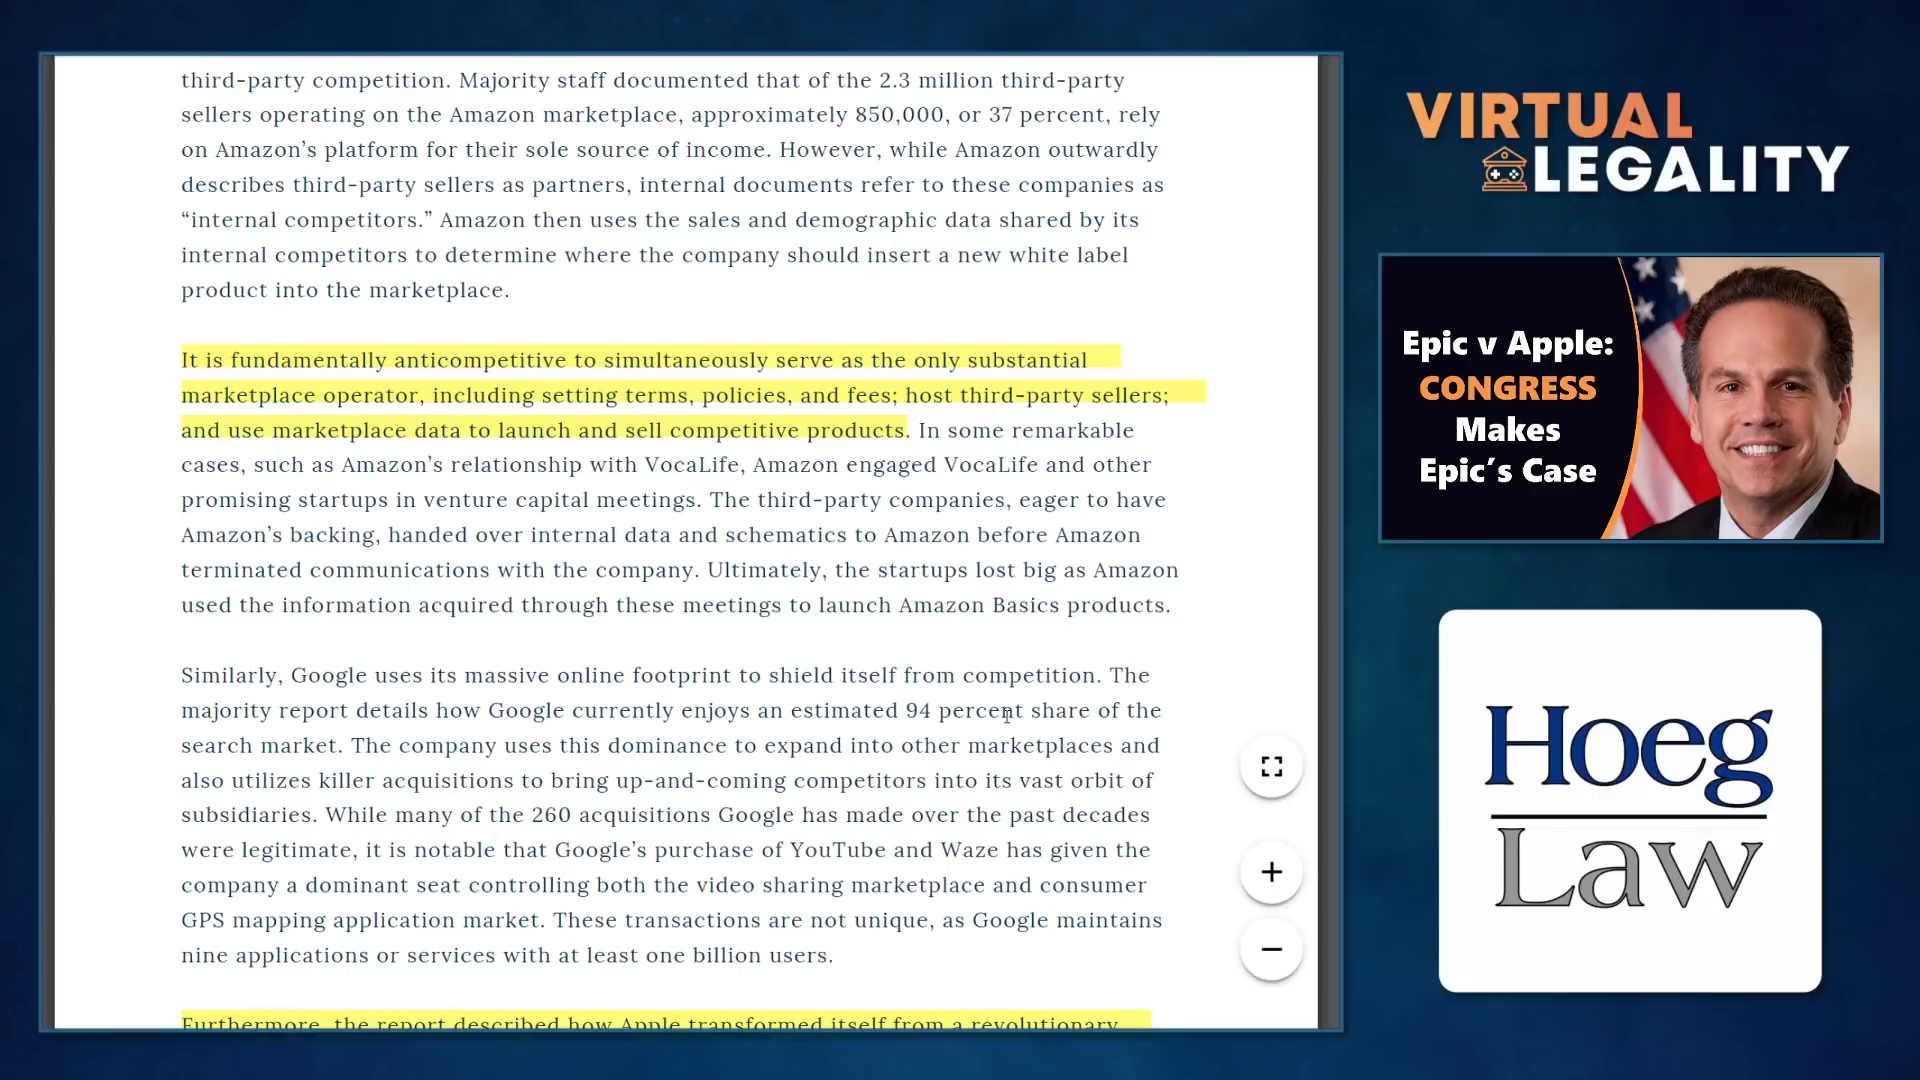 third-party competition. Majority staff documented that of the 2.3 million third-party
sellers operating on the Amazon marketplace, approximately 850,000, or 37 percent, rely
on Amazon’s platform for their sole source of income. However, while Amazon outwardly
describes third-party sellers as partners, internal documents refer to these companies as
“internal competitors.” Amazon then uses the sales and demographic data shared by its
internal competitors to determine where the company should insert a new white label
product into the marketplace.
It is fundamentally anticompetitive to simultaneously serve as the only substantial
marketplace operator, including setting terms, policies, and fees; host third-party sellers;
and use marketplace data to launch and sell competitive products. In some remarkable
cases, such as Amazon’s relationship with VocaLife, Amazon engaged VocaLife and other
promising startups in venture capital meetings. The third-party companies, eager to have
Amazon’s backing, handed over internal data and schematics to Amazon before Amazon
terminated communications with the company. Ultimately, the startups lost big as Amazon
used the information acquired through these meetings to launch Amazon Basics products.
Similarly, Google uses its massive online footprint to shield itself from competition. The
majority report details how Google currently enjoys an estimated 94 percent share of the
search market. The company uses this dominance to expand into other marketplaces and
also utilizes killer acquisitions to bring up-and-coming competitors into its vast orbit of
subsidiaries. While many of the 260 acquisitions Google has made over the past decades
were legitimate, it is notable that Google’s purchase of YouTube and Waze has given the
company a dominant seat controlling both the video sharing marketplace and consumer
GPS mapping application market. These transactions are not unique, as Google maintains
nine applications or services with at least one billion users.
Furthermore, the report described how Apple transformed itself from a revolutionary
VIRTUAL
LEGALITY
Epic v Apple:
CONGRESS
Makes
Epic’s Case
Hoeg
Law